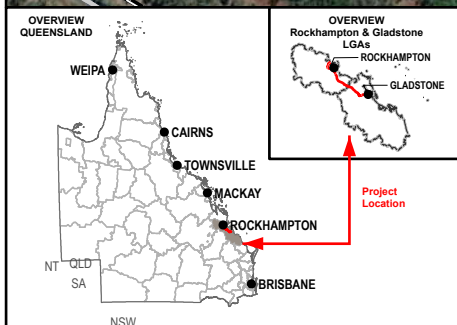 OVERVIEW
QUEENSLAND
WEIPA
CAIRNS
TOWNSVILLE
MACKAY
ROCKHAMPTON
BRISBANE
NT QLD
SA
NSW
OVERVIEW
Rockhampton & Gladstone
LGAs
ROCKHAMPTON
GLADSTONE
Project
Location